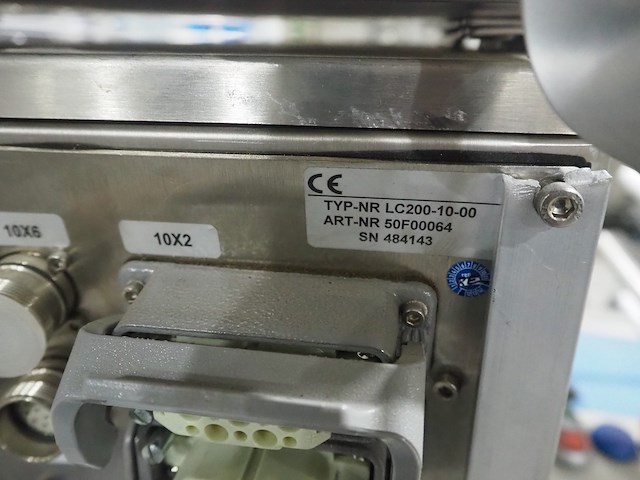 CE
TYP-NR LC200-10-00
ART-NR 50F00064
SN 484143
10X6
10X2